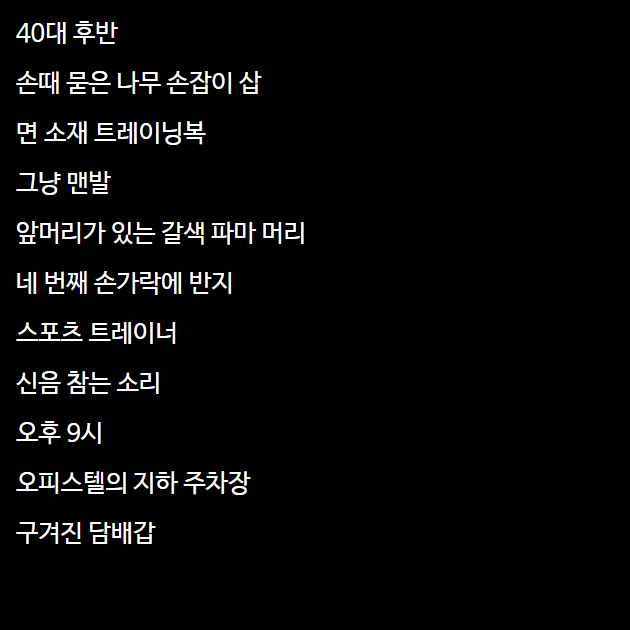 40대 후반
손때 묻은 나무 손잡이 삽
면 소재 트레이닝복
그냥 맨발
앞머리가 있는 갈색 파마 머리
네 번째 손가락에 반지
스포츠 트레이너
신음 참는 소리
오후 9시
오피스텔의 지하 주차장
구겨진 담배갑